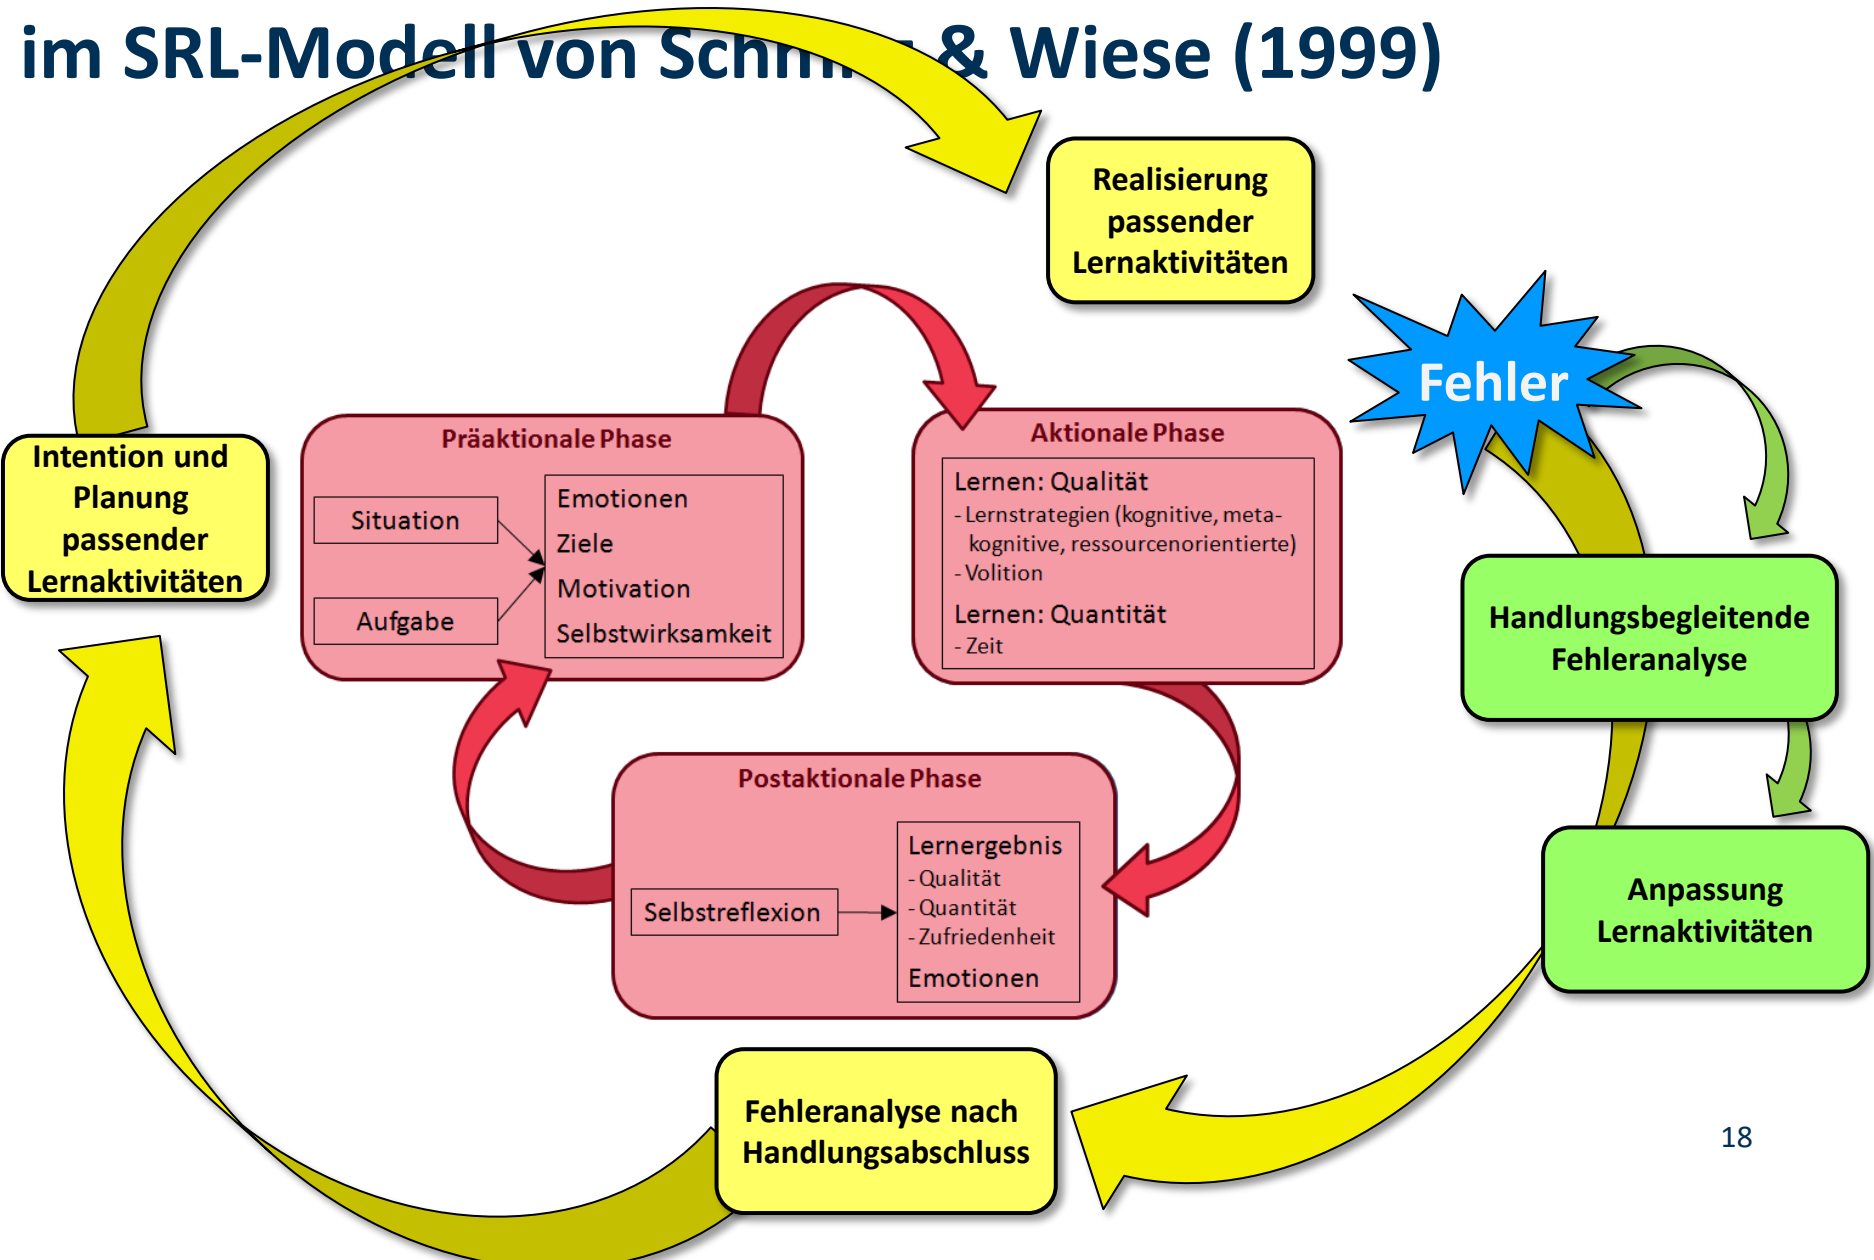 im SRL-Modell von Schmitz & Wiese (1999)
Realisierung
passender
Lernaktivitäten
Fehler
Intention und
Planung
passender
Lernaktivitäten
Präaktionale Phase
Situation
Aufgabe
Emotionen
Ziele
Motivation
Selbstwirksamkeit
Aktionale Phase
Lernen: Qualität
- Lernstrategien (kognitive, meta-
kognitive, ressourcenorientierte)
- Volition
Lernen: Quantität
- Zeit
Handlungsbegleitende
Fehleranalyse
Postaktionale Phase
Selbstreflexion
Lernergebnis
- Qualität
- Quantität
- Zufriedenheit
Emotionen
Anpassung
Lernaktivitäten
Fehleranalyse nach
Handlungsabschluss
18